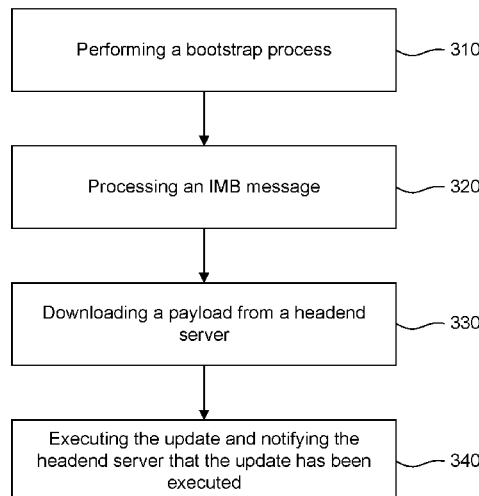 Performing a bootstrap process
310
Processing an IMB message
320
Downloading a payload from a headend
server
330
Executing the update and notifying the
headend server that the update has been
executed
340